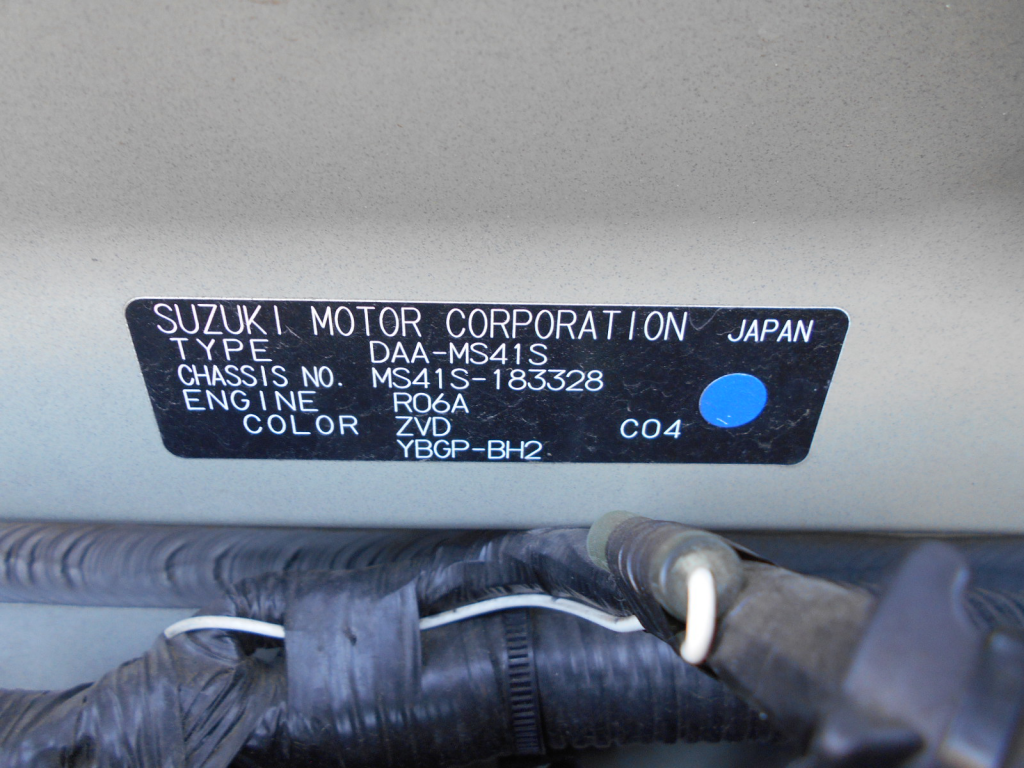 SUZUKI MOTOR CORPORATION JAPAN
TYPE DAA-MS41S
CHASSIS NO. MS41S-183328
ENGINE R06A
COLOR ZVD C04
YBGP-BH2